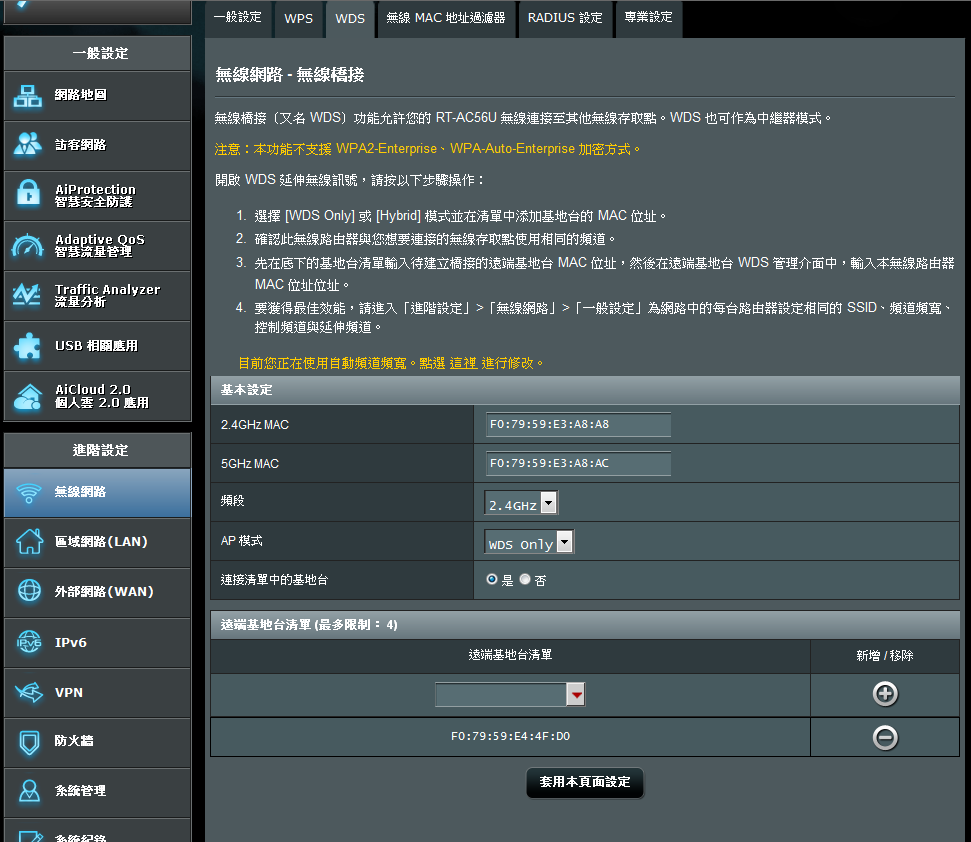 一般設定
WPS
WDS
無線 MAC 地址過濾器
RADIUS 設定
專業設定
一般設定
網路地圖
訪客網路
AiProtection
智慧安全防護
Adaptive QoS
智慧流量管理
Traffic Analyzer
流量分析
USB 相關應用
AiCloud 2.0
個人雲 2.0 應用
進階設定
無線網路
區域網路(LAN)
外部網路(WAN)
IPv6
VPN
防火牆
系統管理
系統紀錄
無線網路 - 無線橋接
無線橋接〔又名 WDS〕功能允許您的 RT-AC56U 無線連接至其他無線存取點。WDS 也可作為中繼器模式。
注意：本功能不支援 WPA2-Enterprise、WPA-Auto-Enterprise 加密方式。
開啟 WDS 延伸無線訊號，請按以下步驟操作：
1. 選擇 [WDS Only] 或 [Hybrid] 模式並在清單中添加基地台的 MAC 位址。
2. 確認此無線路由器與您想要連接的無線存取點使用相同的頻道。
3. 先在底下的基地台清單輸入待建立橋接的遠端基地台 MAC 位址，然後在遠端基地台 WDS 管理介面中，輸入本無線路由器
MAC 位址位址。
4. 要獲得最佳效能，請進入「進階設定」>「無線網路」>「一般設定」為網路中的每台路由器設定相同的 SSID、頻道頻寬、
控制頻道與延伸頻道。
目前您正在使用自動頻道頻寬。點選 這裡 進行修改。
基本設定
2.4GHz MAC
F0:79:59:E3:A8:A8
5GHz MAC
F0:79:59:E3:A8:AC
頻段
2.4GHz
AP 模式
WDS Only
連接清單中的基地台
是 否
遠端基地台清單 (最多限制： 4)
遠端基地台清單
新增 / 移除
F0:79:59:E4:4F:D0
套用本頁面設定